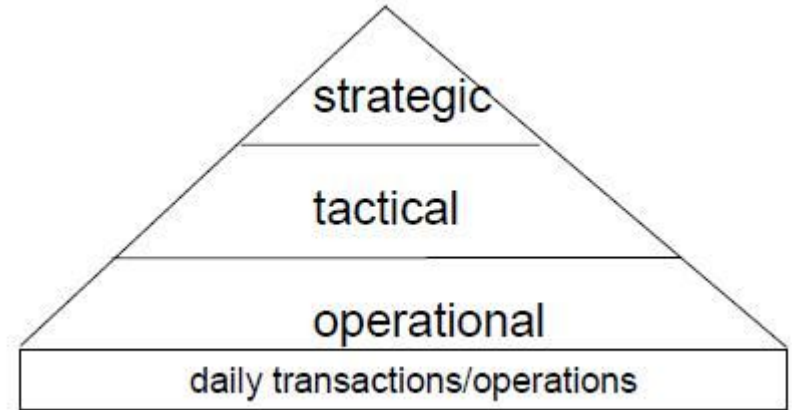 strategic
tactical
operational
daily transactions/operations